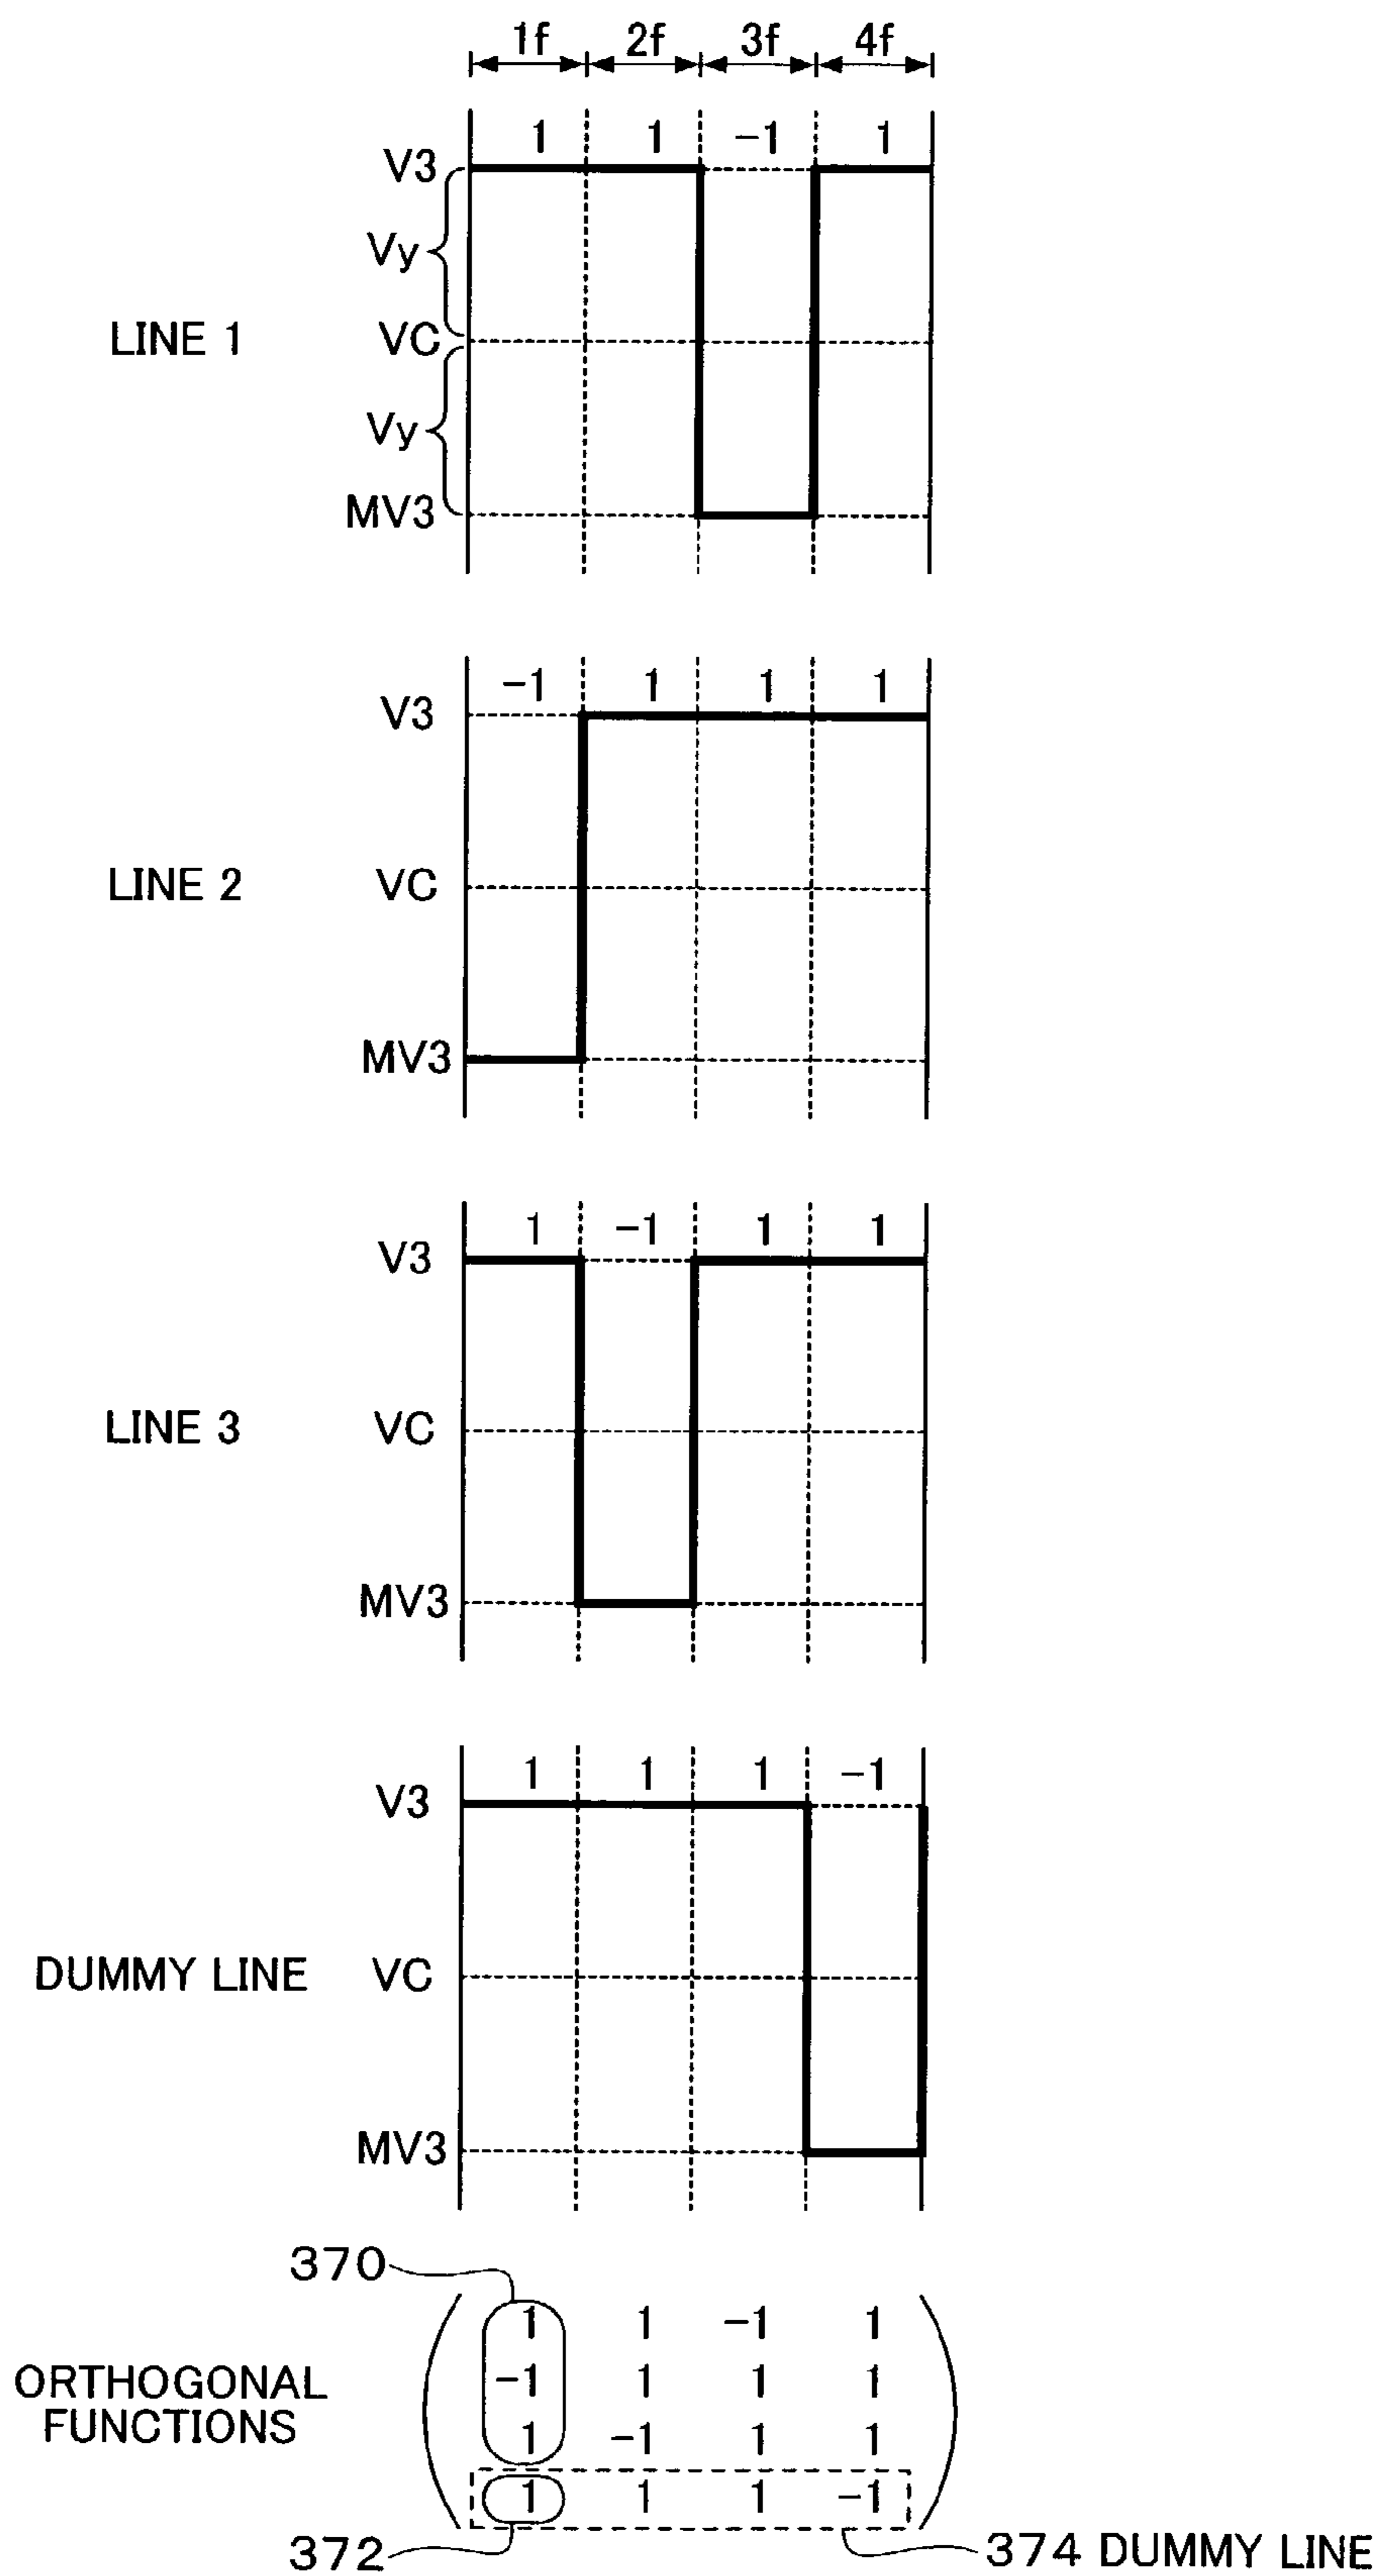 1f 2f 3f 4f
1 1 −1 1
V3
Vy
LINE 1 VC
Vy
MV3
−1 1 1 1
V3
LINE 2 VC
MV3
1 −1 1 1
V3
LINE 3 VC
MV3
1 1 1 −1
V3
DUMMY LINE VC
MV3
370
1 1 −1 1
ORTHOGONAL −1 1 1 1
FUNCTIONS 1 −1 1 1
1 1 1 −1
372 374 DUMMY LINE